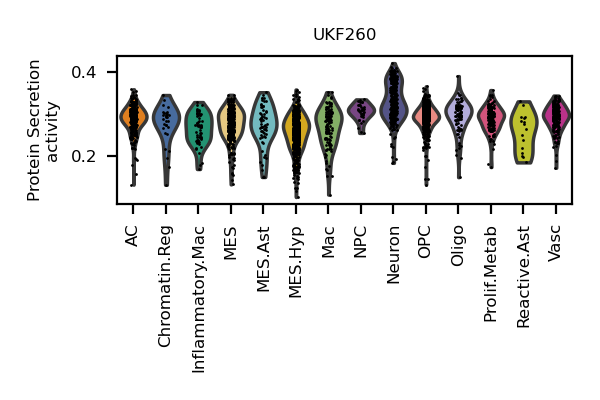 UKF260
Protein Secretion
activity
0.4
0.2
AC
Chromatin.Reg
Inflammatory.Mac
MES
MES.Ast
MES.Hyp
Mac
NPC
Neuron
OPC
Oligo
Prolif.Metab
Reactive.Ast
Vasc